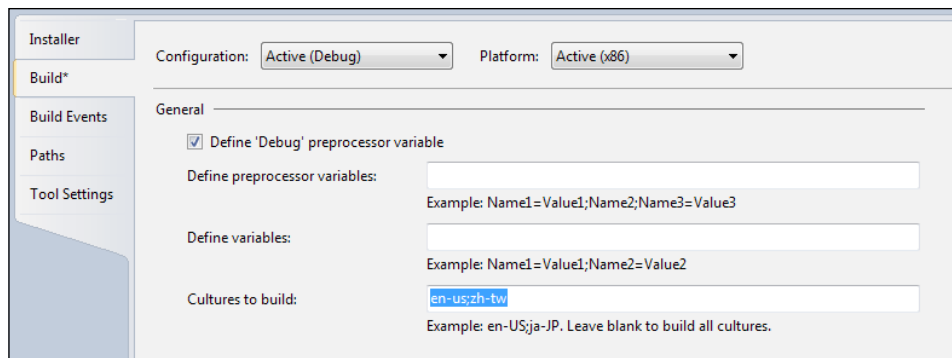 Installer
Build*
Build Events
Paths
Tool Settings
Configuration: Active (Debug) Platform: Active (x86)
General
Define 'Debug' preprocessor variable
Define preprocessor variables:
Example: Name1=Value1;Name2;Name3=Value3
Define variables:
Example: Name1=Value1;Name2=Value2
Cultures to build: en-us;zh-tw
Example: en-US;ja-JP. Leave blank to build all cultures.